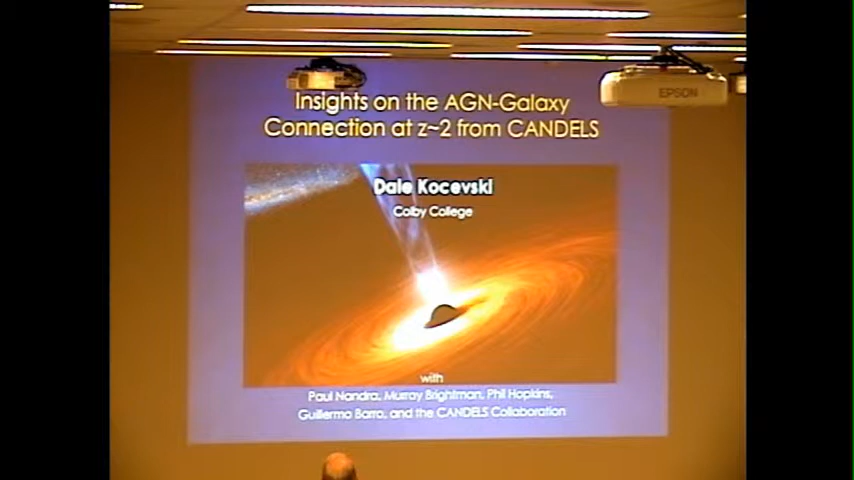 EPSON
Insights on the AGN-Galaxy
Connection at z~2 from CANDELS
Dale Kocevski
Colby College
with
Paul Nandra, Murray Brightman, Phil Hopkins,
Guillermo Barro, and the CANDELS Collaboration